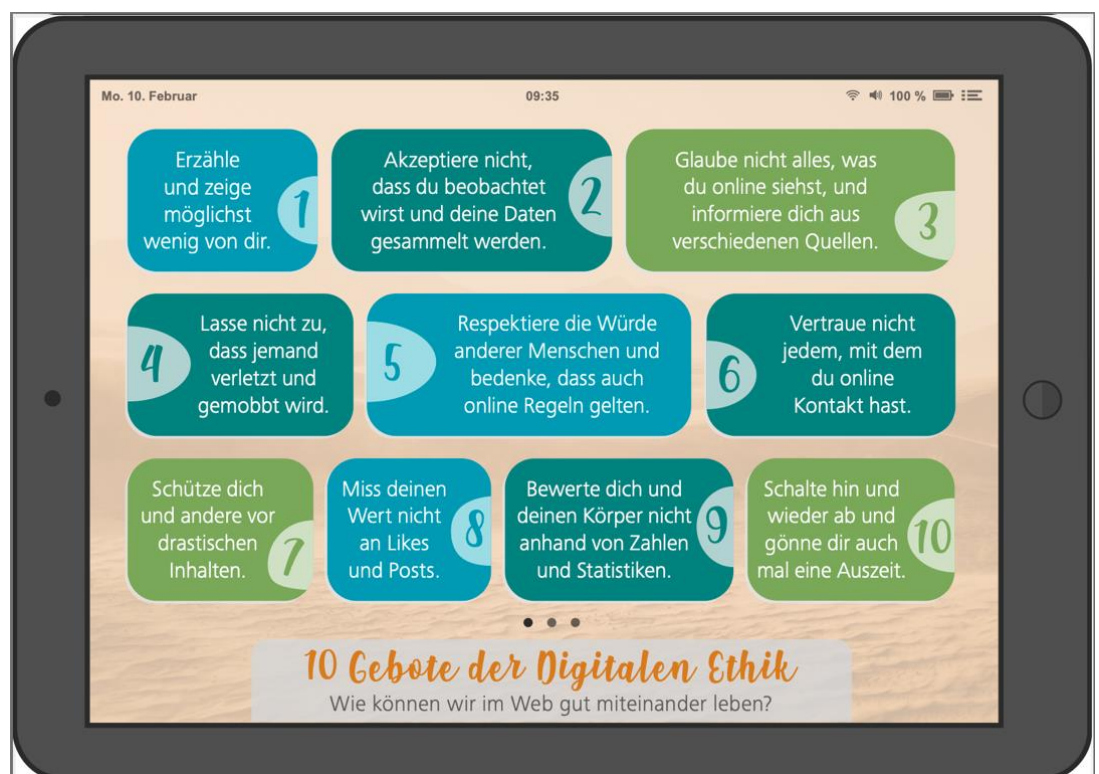 Mo. 10. Februar
09:35
100 %
Erzähle
und zeige
möglichst
wenig von dir.
1
Akzeptiere nicht,
dass du beobachtet
wirst und deine Daten
gesammelt werden.
2
Glaube nicht alles, was
du online siehst, und
informiere dich aus
verschiedenen Quellen.
3
4
Lasse nicht zu,
dass jemand
verletzt und
gemobbt wird.
5
Respektiere die Würde
anderer Menschen und
bedenke, dass auch
online Regeln gelten.
6
Vertraue nicht
jedem, mit dem
du online
Kontakt hast.
Schütze dich
und andere vor
drastischen
Inhalten.
7
Miss deinen
Wert nicht
an Likes
und Posts.
8
Bewerte dich und
deinen Körper nicht
anhand von Zahlen
und Statistiken.
9
Schalte hin und
wieder ab und
gönne dir auch
mal eine Auszeit.
10
10 Gebote der Digitalen Ethik
Wie können wir im Web gut miteinander leben?